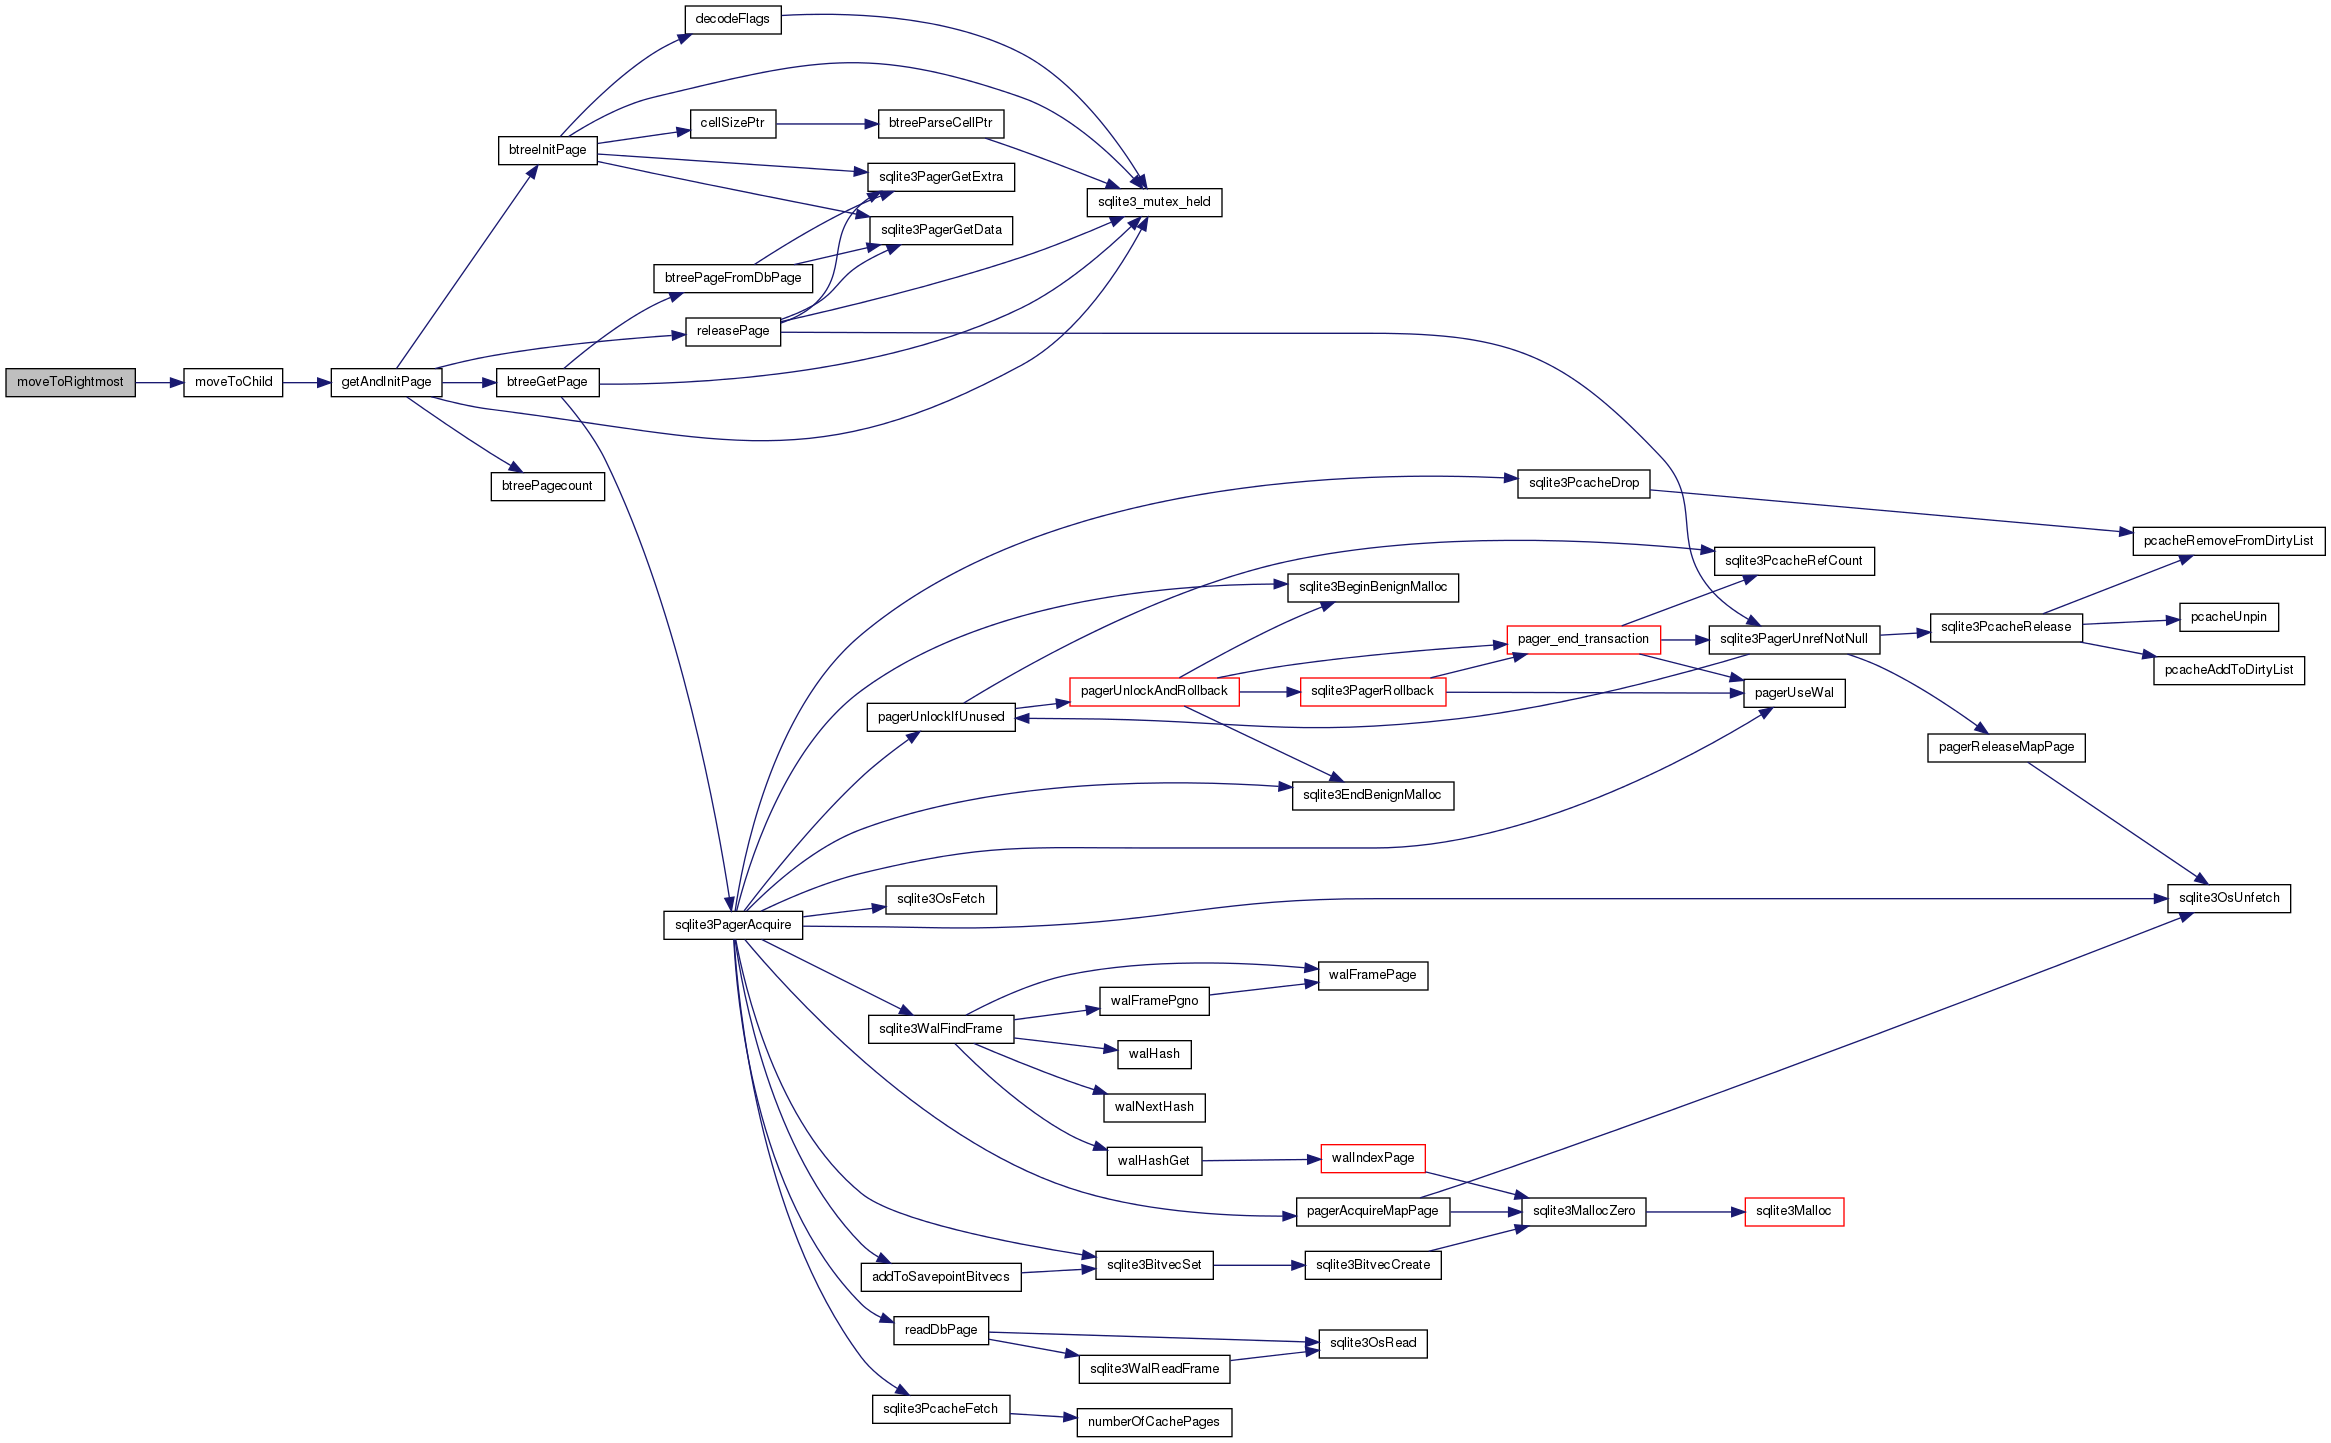 decodeFlags
cellSizePtr
btreeParseCellPtr
btreeInitPage
sqlite3PagerGetExtra
sqlite3_mutex_held
sqlite3PagerGetData
btreePageFromDbPage
releasePage
moveToRightmost
moveToChild
getAndInitPage
btreeGetPage
btreePagecount
sqlite3PcacheDrop
pcacheRemoveFromDirtyList
sqlite3PcacheRefCount
sqlite3BeginBenignMalloc
pcacheUnpin
sqlite3PcacheRelease
pager_end_transaction
sqlite3PagerUnrefNotNull
pcacheAddToDirtyList
pagerUnlockAndRollback
sqlite3PagerRollback
pagerUseWal
pagerUnlockIfUnused
pagerReleaseMapPage
sqlite3EndBenignMalloc
sqlite3OsFetch
sqlite3OsUnfetch
sqlite3PagerAcquire
walFramePage
walFramePgno
sqlite3WalFindFrame
walHash
walNextHash
walHashGet
walIndexPage
pagerAcquireMapPage
sqlite3MallocZero
sqlite3Malloc
sqlite3BitvecSet
sqlite3BitvecCreate
addToSavepointBitvecs
readDbPage
sqlite3OsRead
sqlite3WalReadFrame
sqlite3PcacheFetch
numberOfCachePages